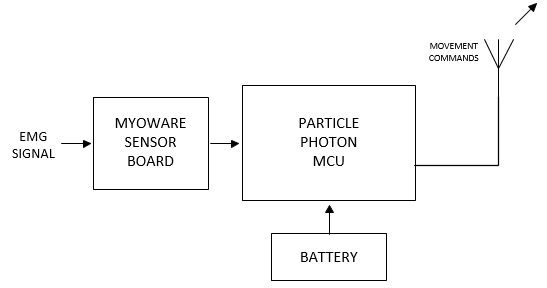 MOVEMENT
COMMANDS
EMG
SIGNAL
MYOWARE
SENSOR
BOARD
PARTICLE
PHOTON
MCU
BATTERY